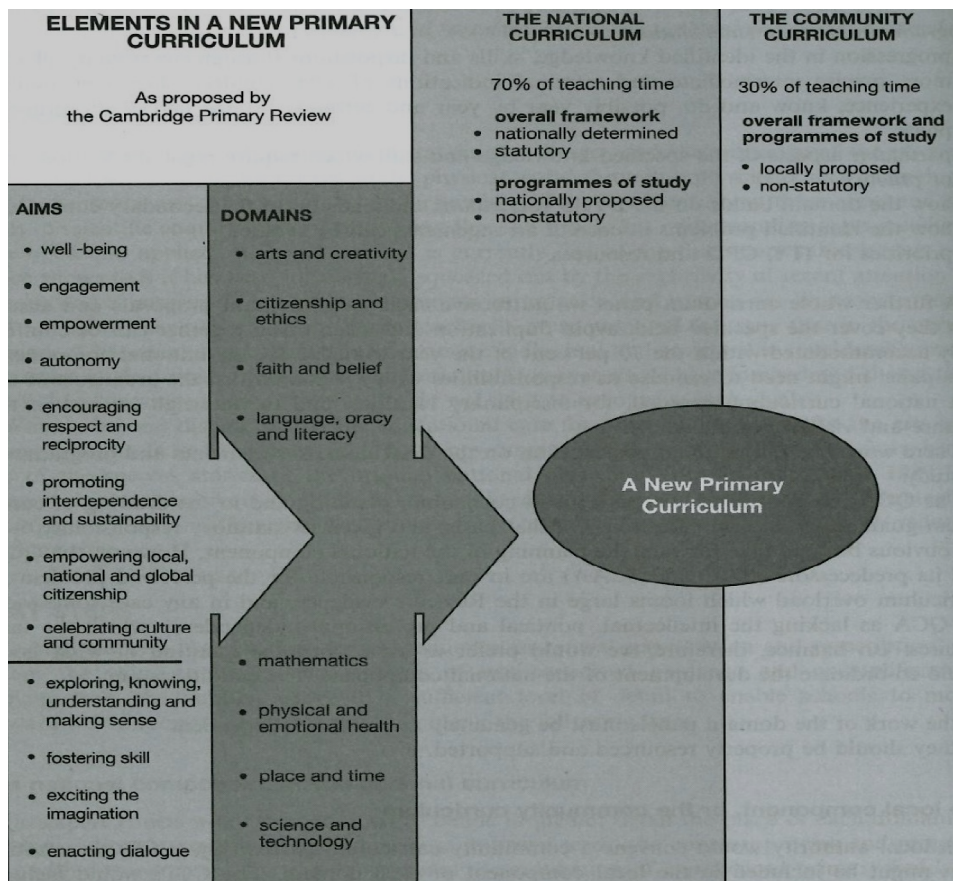 ELEMENTS IN A NEW PRIMARY
CURRICULUM
As proposed by
the Cambridge Primary Review
THE NATIONAL
CURRICULUM
70% of teaching time
overall framework
• nationally determined
• statutory
programmes of study
• nationally proposed
• non-statutory
THE COMMUNITY
CURRICULUM
30% of teaching time
overall framework and
programmes of study
• locally proposed
• non-statutory
AIMS
• well -being
• engagement
• empowerment
• autonomy
• encouraging
respect and
reciprocity
• promoting
interdependence
and sustainability
• empowering local,
national and global
citizenship
• celebrating culture
and community
• exploring, knowing,
understanding and
making sense
• fostering skill
• exciting the
imagination
• enacting dialogue
DOMAINS
• arts and creativity
• citizenship and
ethics
• faith and belief
• language, oracy
and literacy
• mathematics
• physical and
emotional health
• place and time
• science and
technology
A New Primary
Curriculum